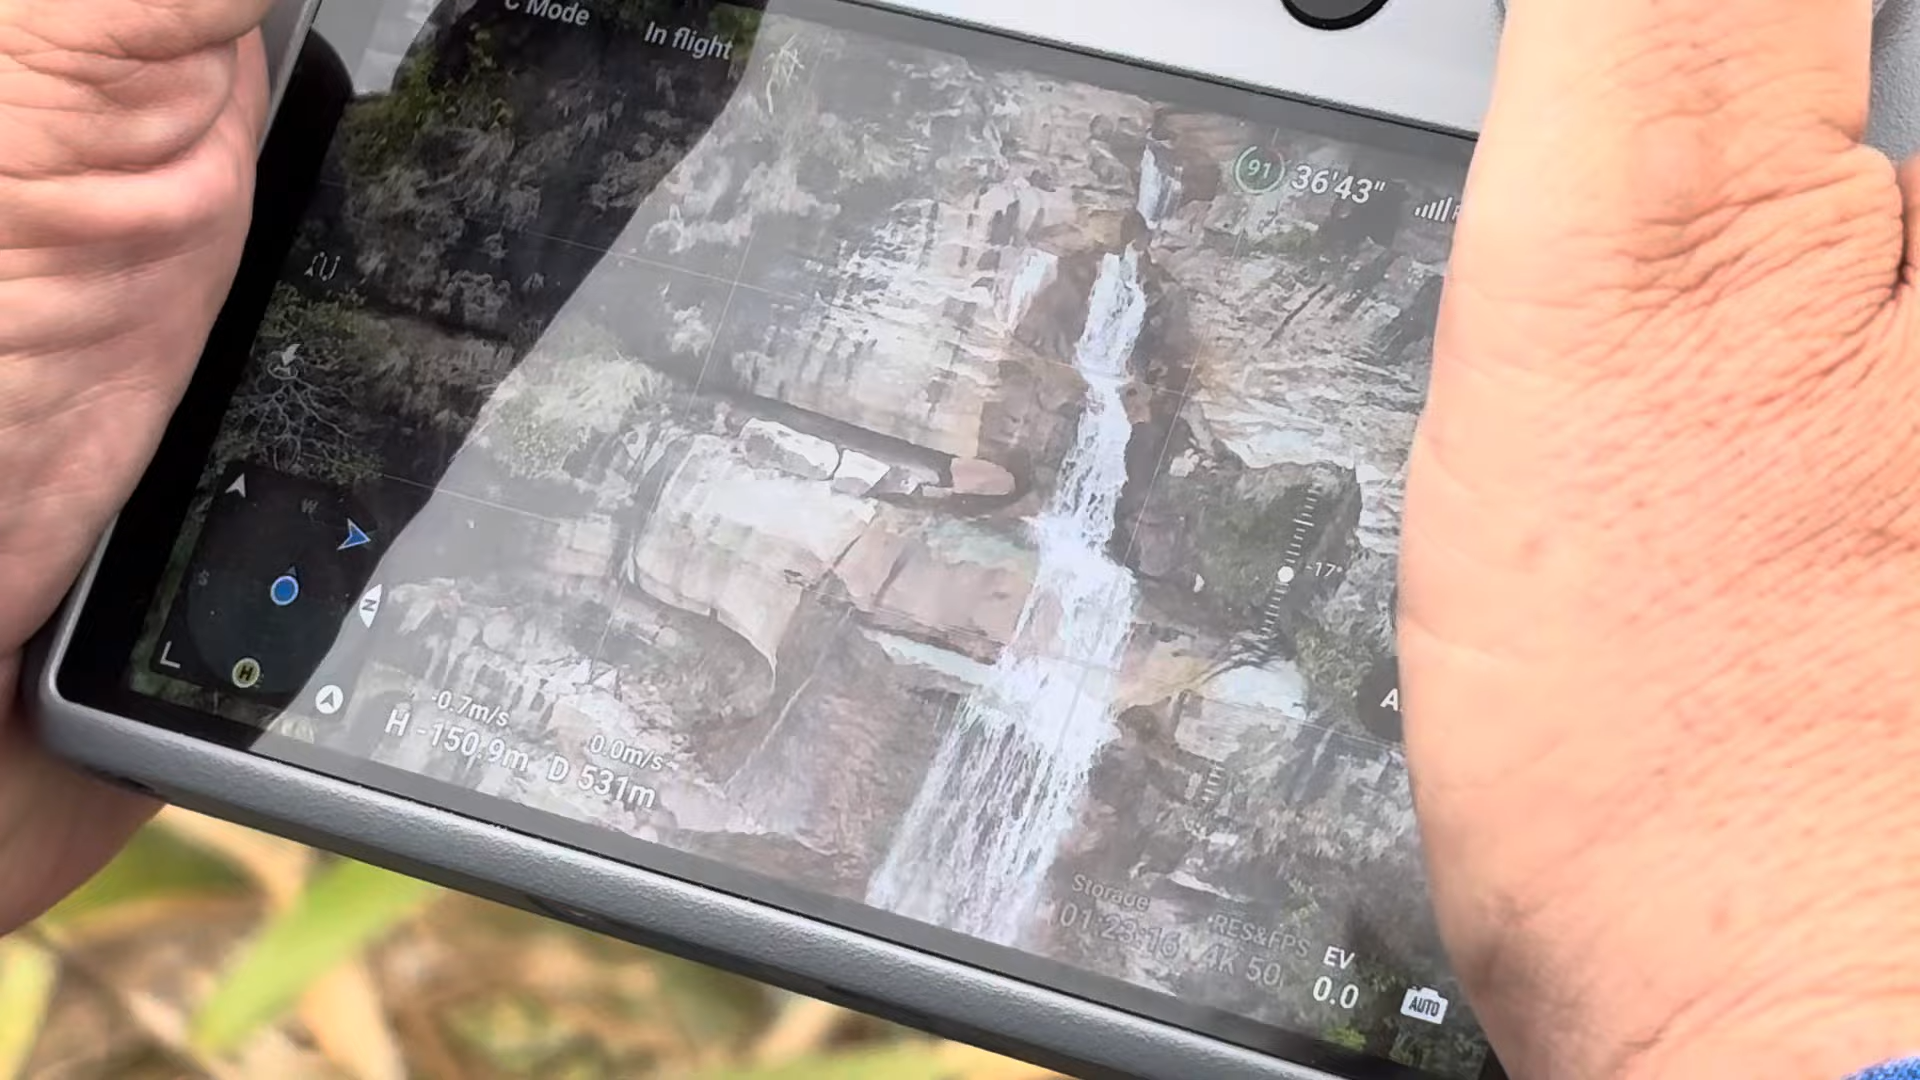 C Mode
In flight
91 36'43"
W
S
N
H
-17°
-0.7m/s
0.0m/s
H -150.9m D 531m
Storage
RES&FPS
EV
01:23:16
4K 50
0.0
AUTO